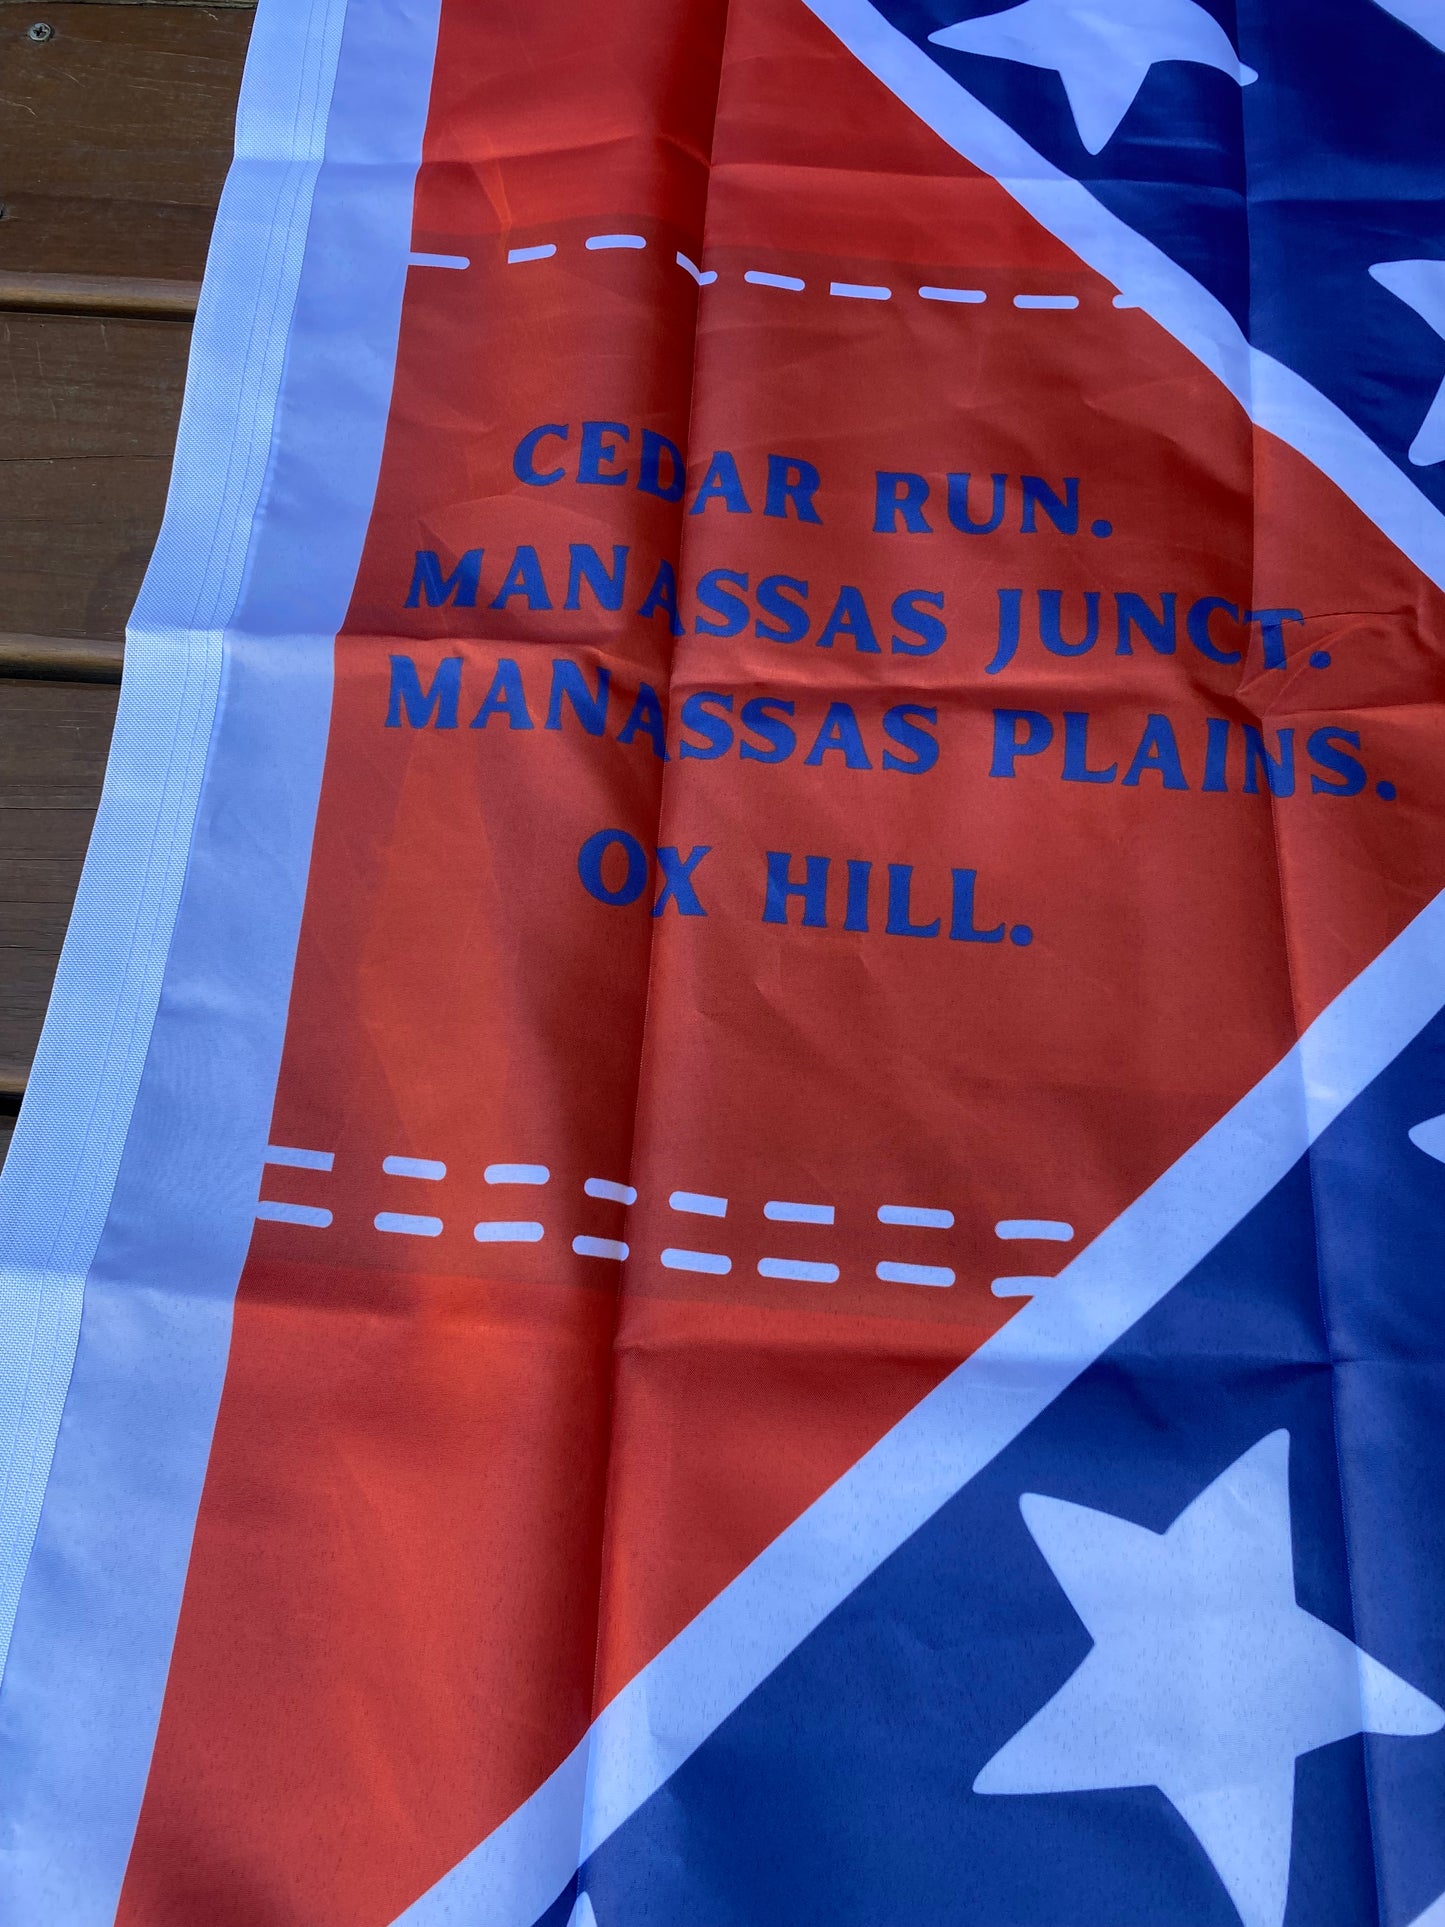 CEDAR RUN.
MANASSAS JUNCT.
MANASSAS PLAINS.
OX HILL.